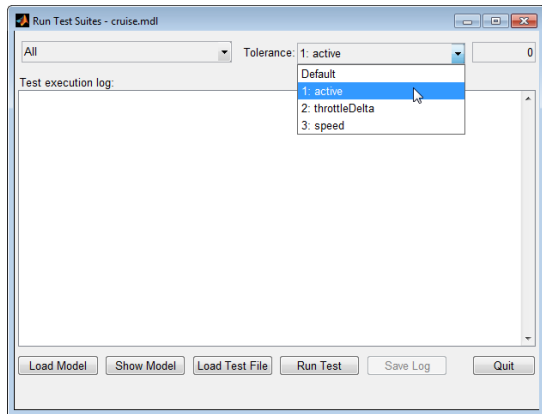 Run Test Suites - cruise.mdl
All Tolerance: 1: active 0
Default
Test execution log:
1: active
2: throttleDelta
3: speed
Load Model Show Model Load Test File Run Test Save Log Quit